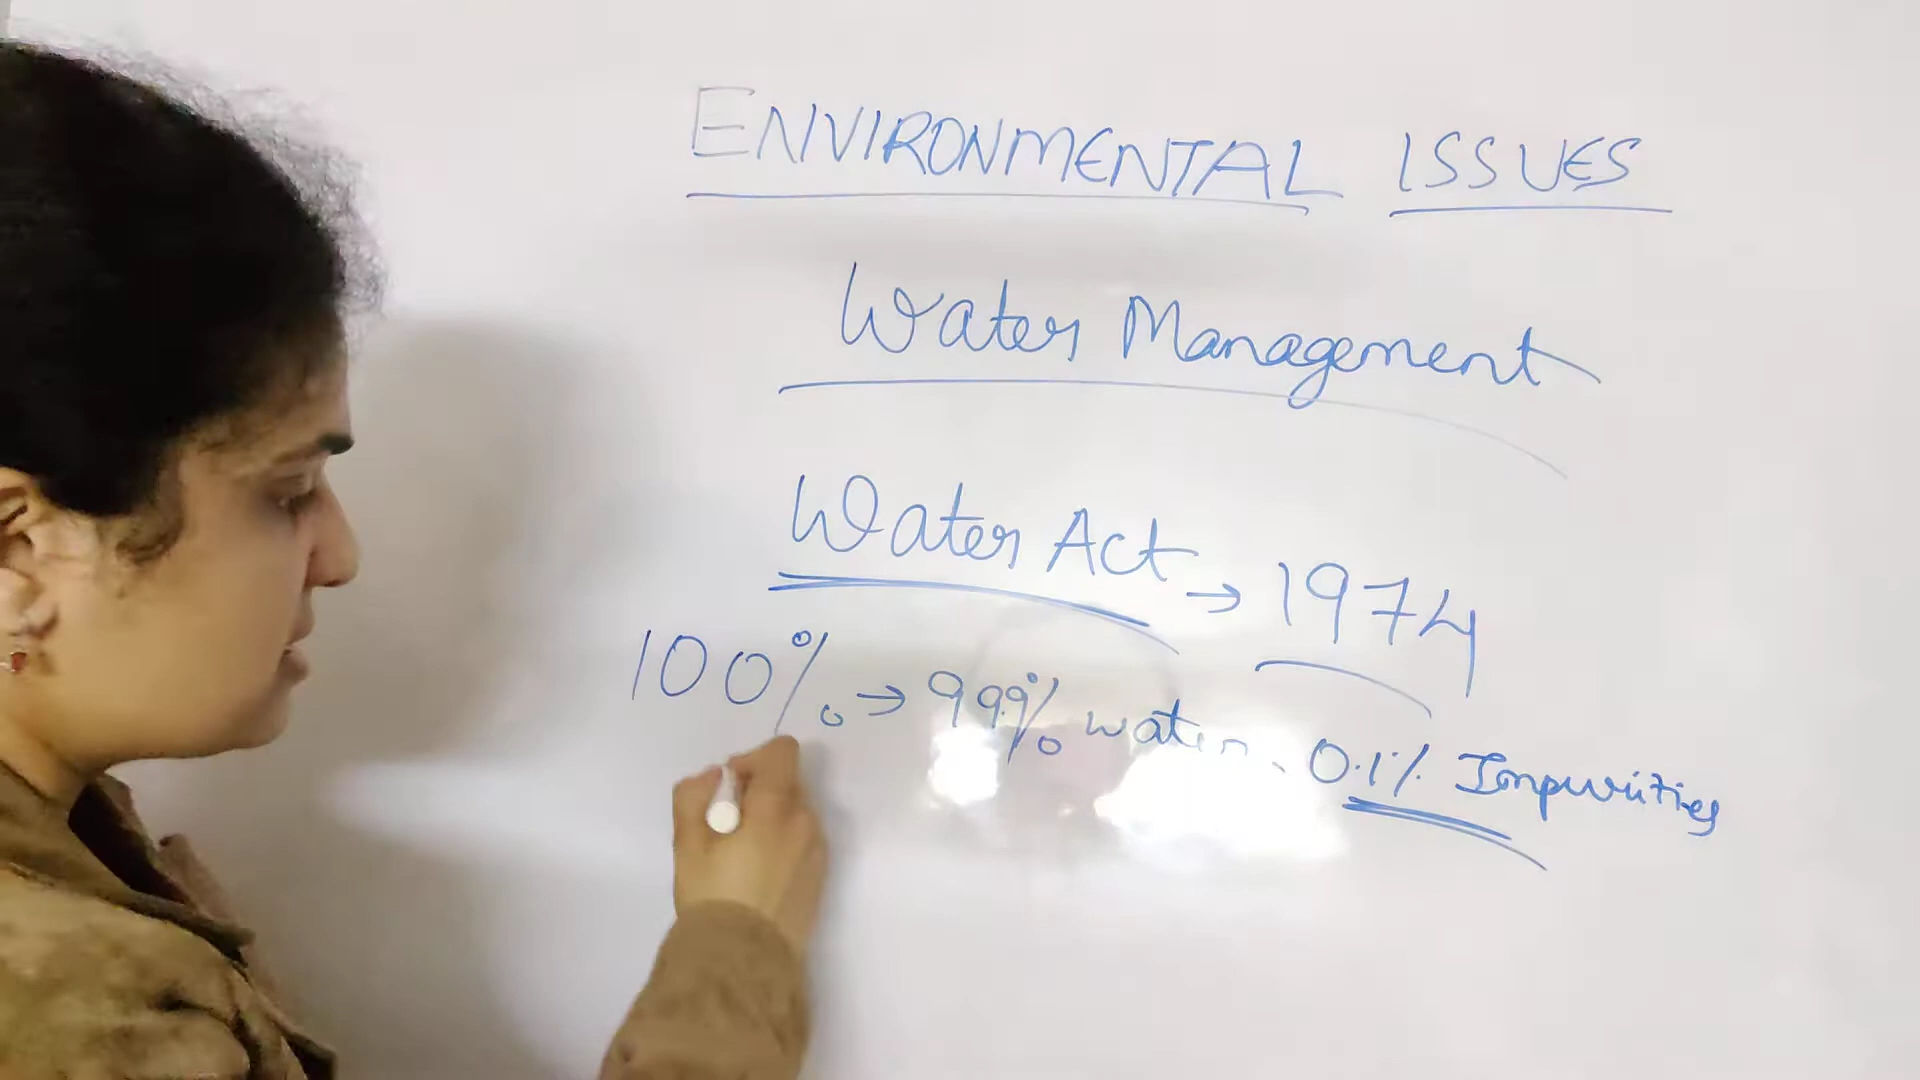 ENVIRONMENTAL ISSUES
Water Management
Water Act → 1974
100% → 99.9% water, 0.1% Impurities